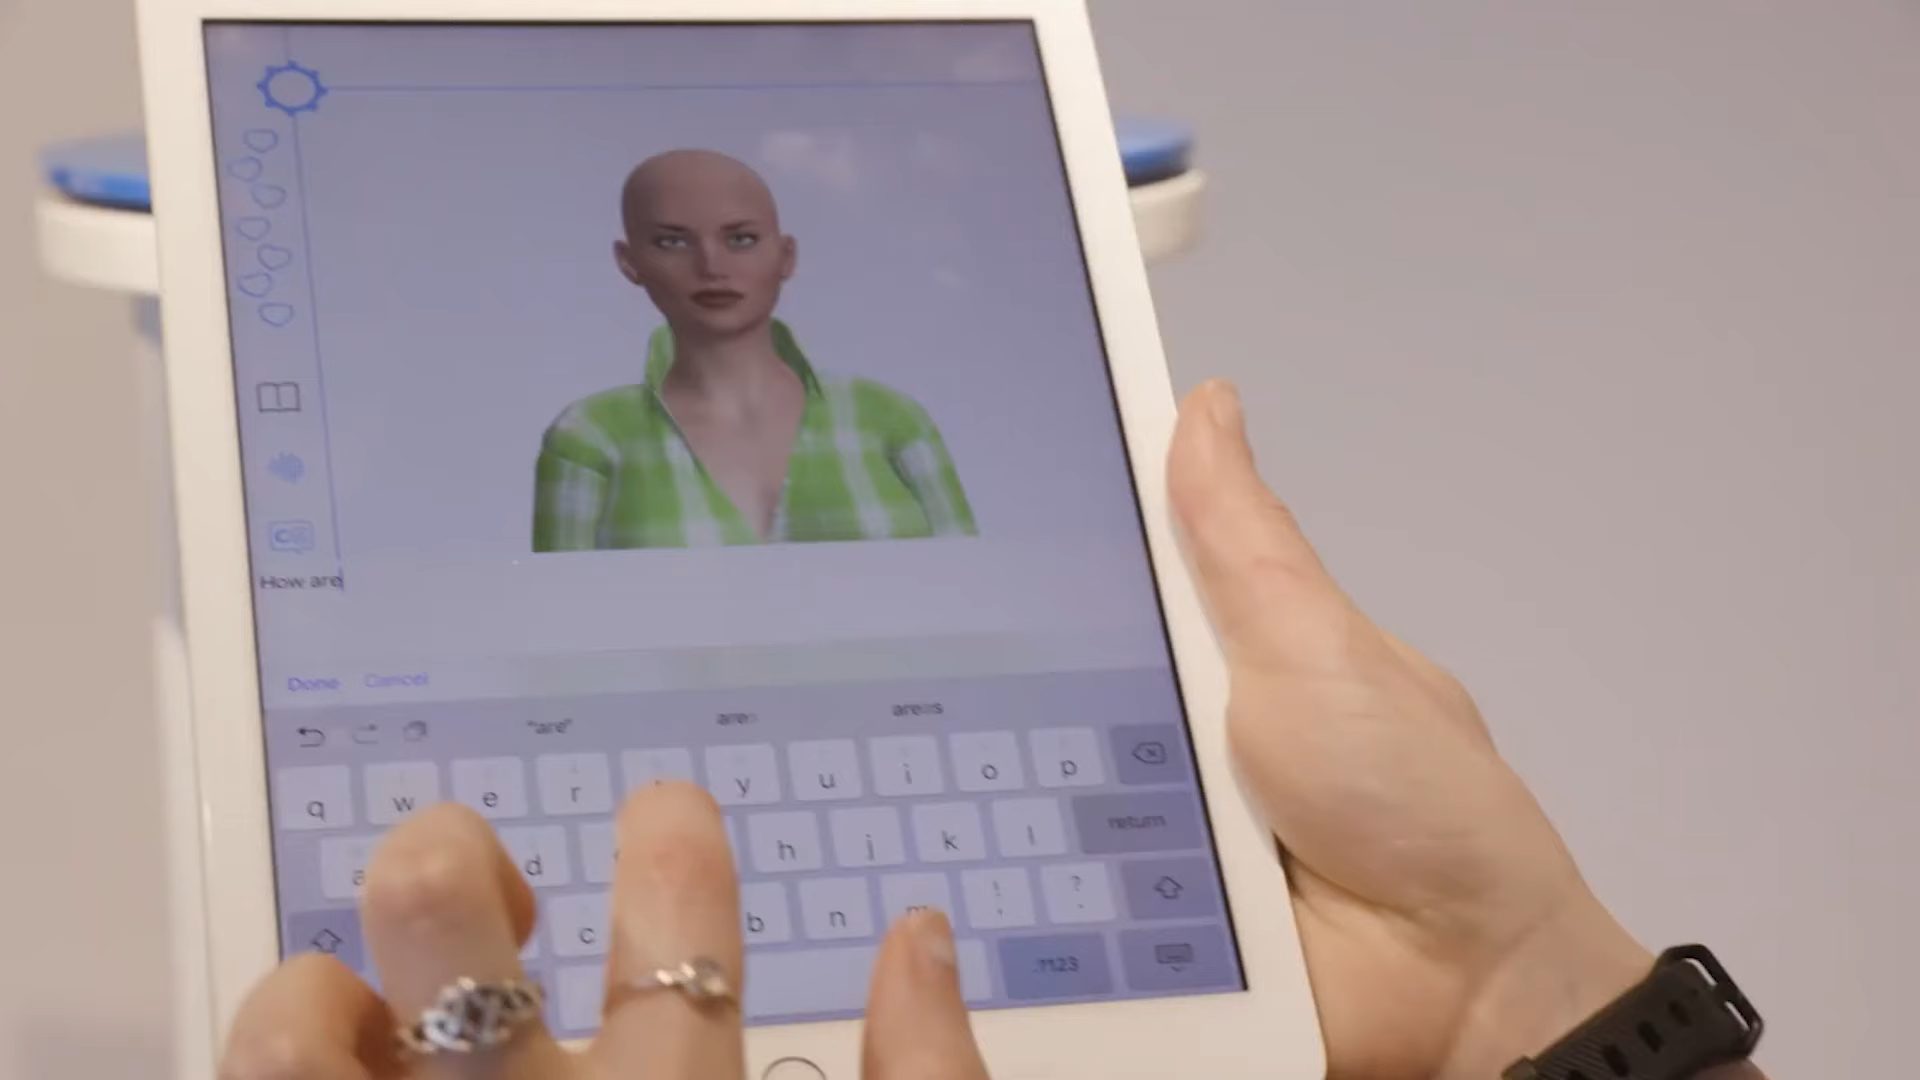 How are
Done Cancel
"are"
q w e r y u i o p
d h j k l return
c b n m ! , ? .
.?123